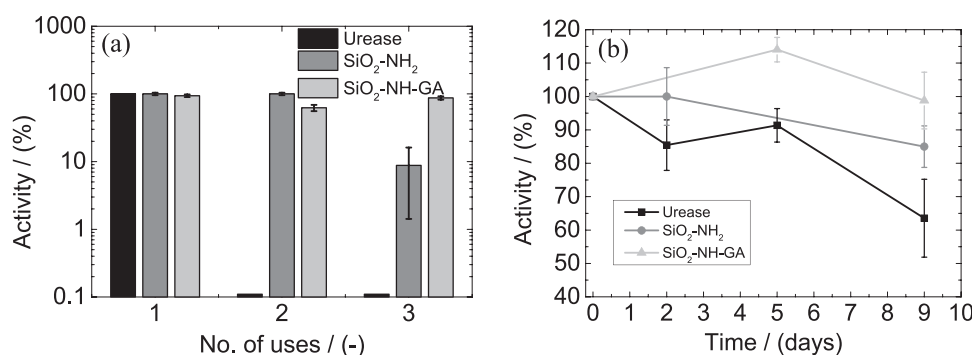 (a)
Urease
SiO₂-NH₂
SiO₂-NH-GA
Activity / (%)
1000
100
10
1
0.1
1 2 3
No. of uses / (-)
(b)
Activity / (%)
120
110
100
90
80
70
60
50
40
Urease
SiO₂-NH₂
SiO₂-NH-GA
0 1 2 3 4 5 6 7 8 9 10
Time / (days)